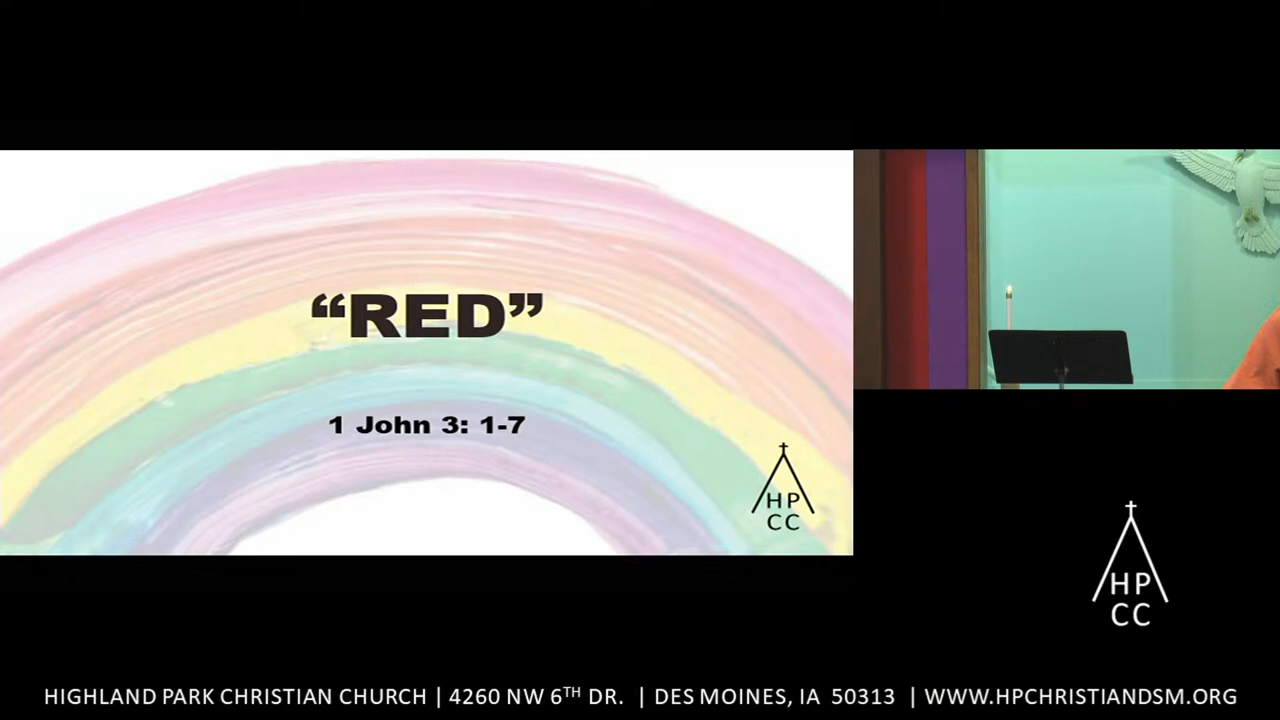 “RED”
1 John 3: 1-7
HP
CC
HP
CC
HIGHLAND PARK CHRISTIAN CHURCH | 4260 NW 6TH DR. | DES MOINES, IA 50313 | WWW.HPCHRISTIANDSM.ORG